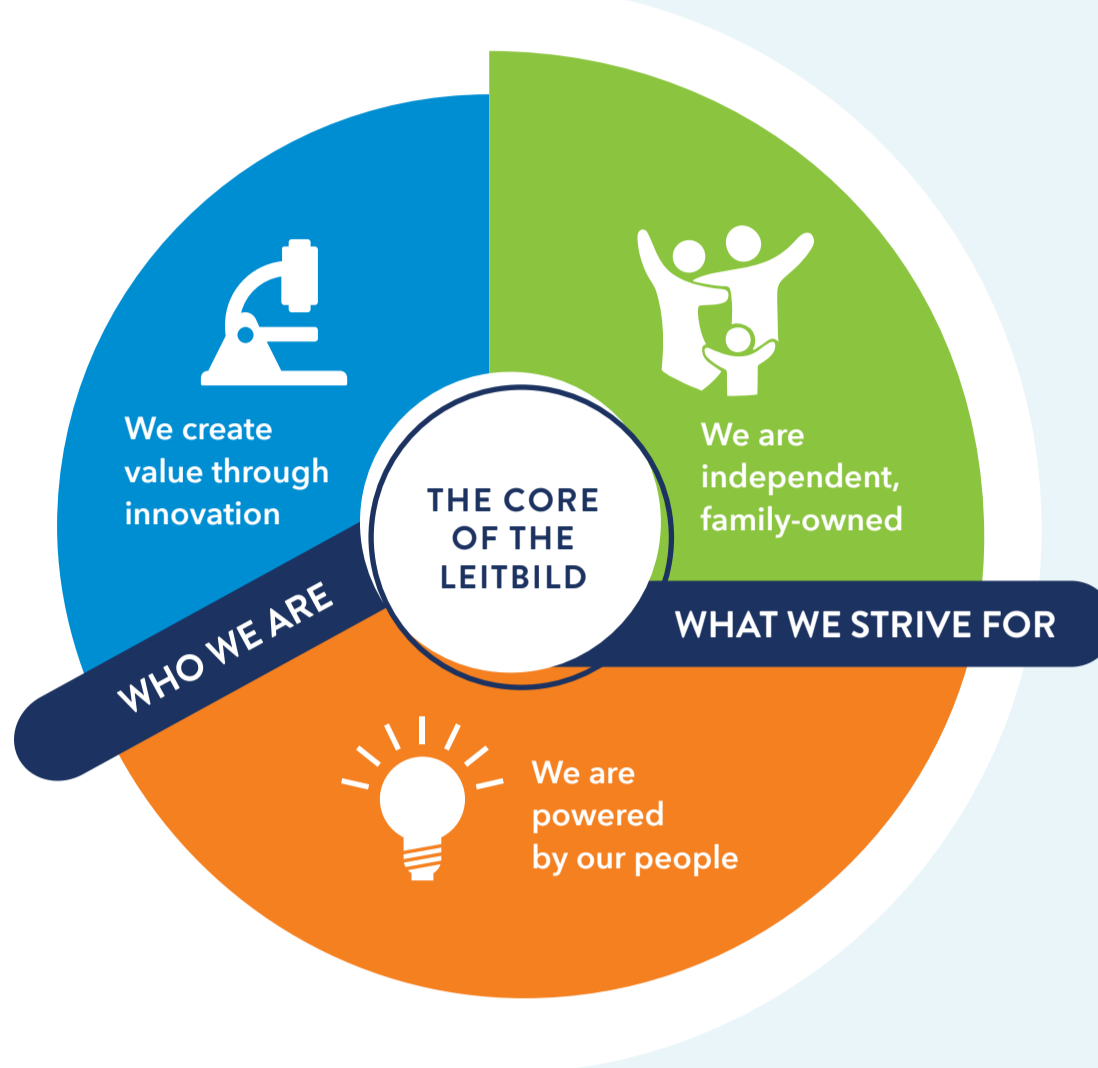 We create
value through
innovation
We are
independent,
family-owned
THE CORE
OF THE
LEITBILD
WHO WE ARE
WHAT WE STRIVE FOR
We are
powered
by our people